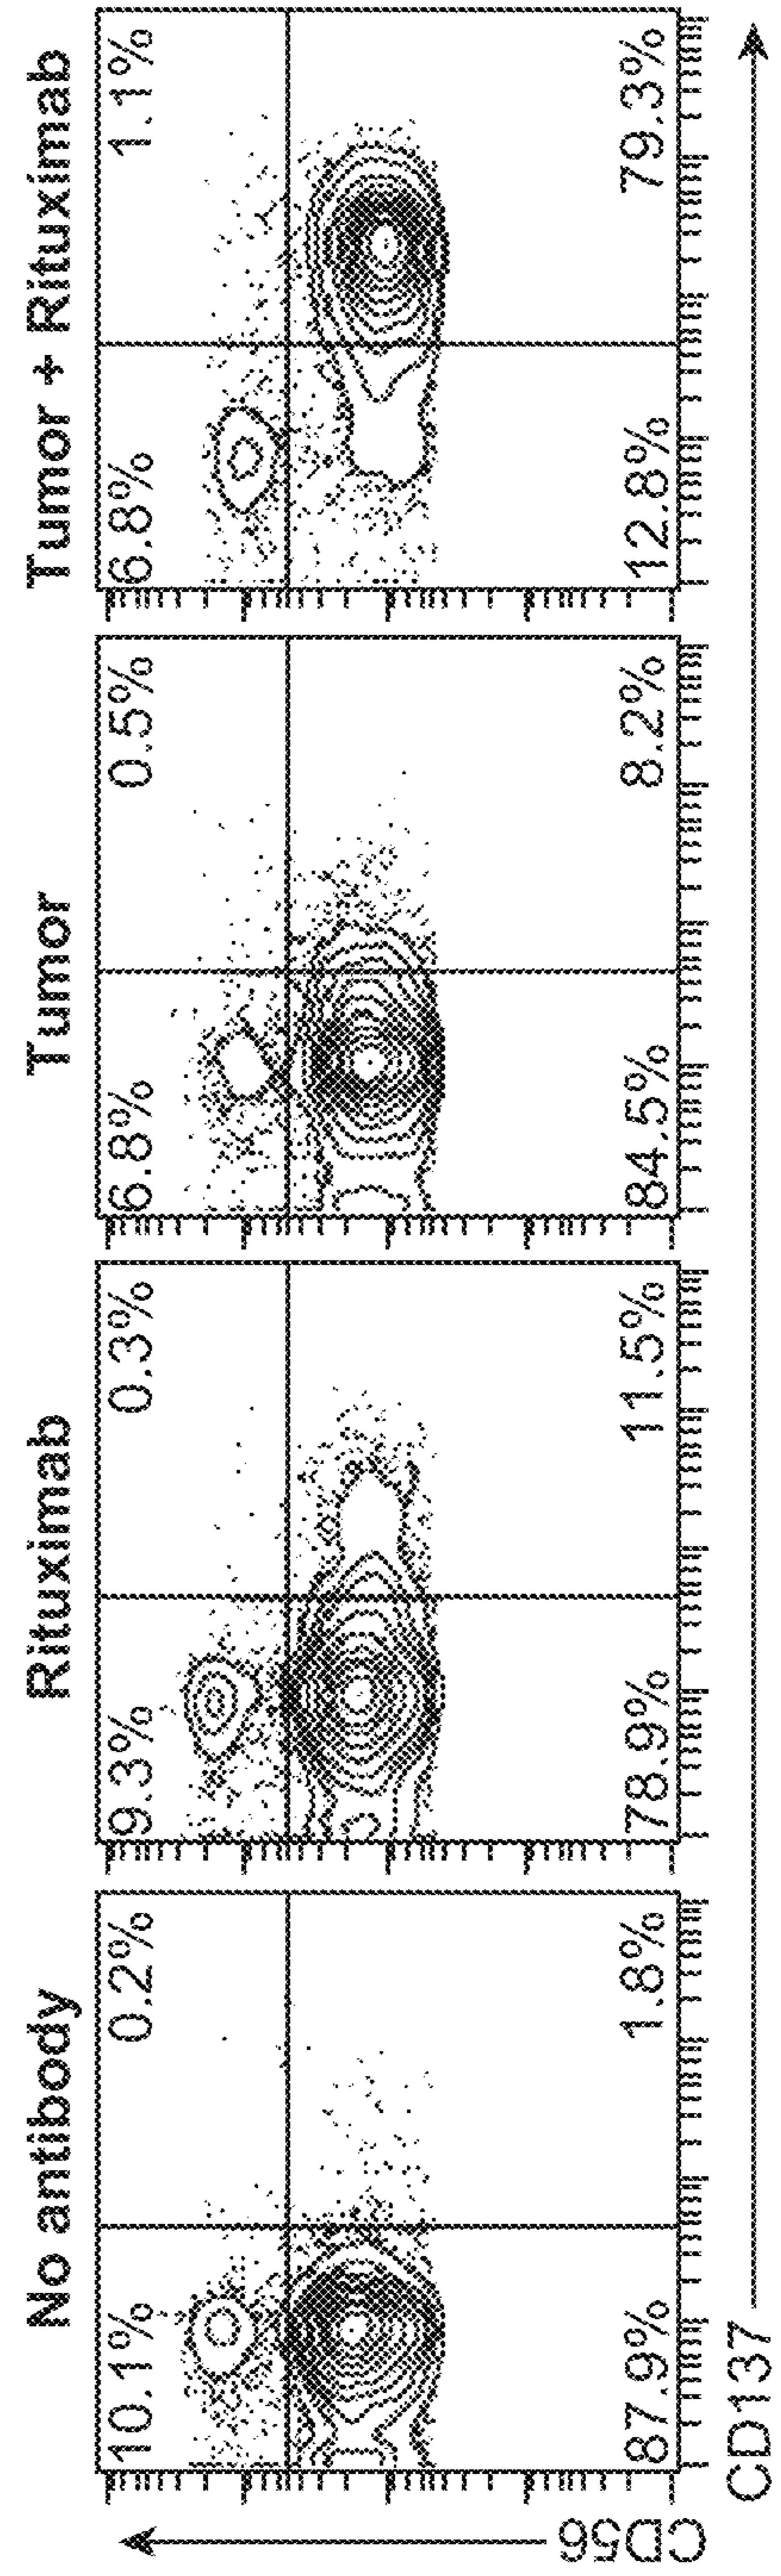 No antibody
Rituximab
Tumor
Tumor + Rituximab
10.1%
0.2%
9.3%
0.3%
6.8%
0.5%
6.8%
1.1%
87.9%
1.8%
78.9%
11.5%
84.5%
8.2%
12.8%
79.3%
CD56
CD137